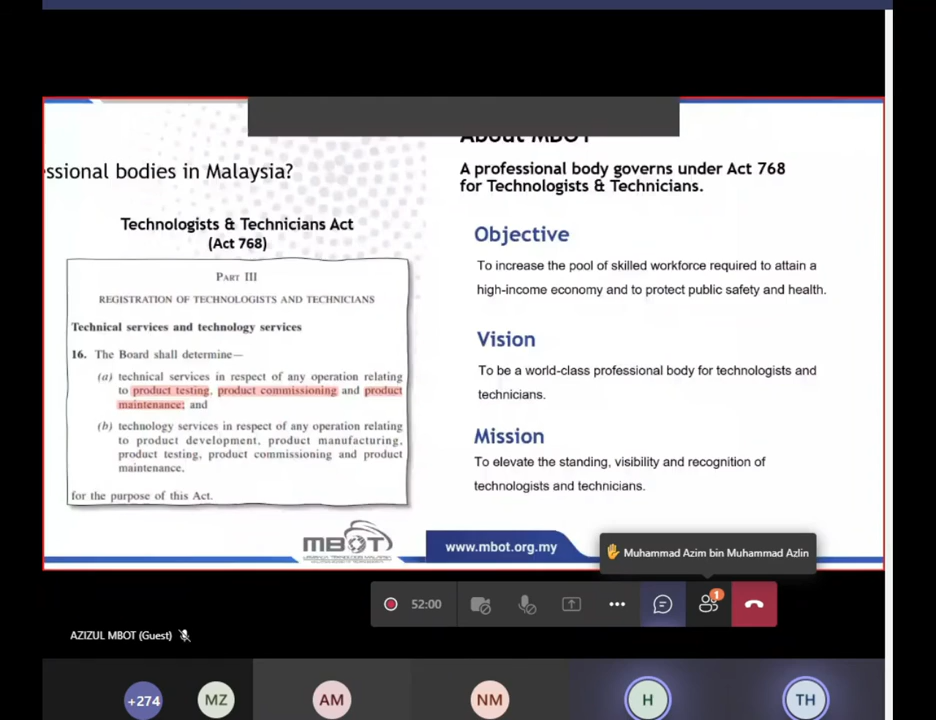 ssional bodies in Malaysia?
Technologists & Technicians Act
(Act 768)
PART III
REGISTRATION OF TECHNOLOGISTS AND TECHNICIANS
Technical services and technology services
16. The Board shall determine—
(a) technical services in respect of any operation relating
to product testing, product commissioning and product
maintenance; and
(b) technology services in respect of any operation relating
to product development, product manufacturing,
product testing, product commissioning and product
maintenance,
for the purpose of this Act.
MBOT
About MBOT
A professional body governs under Act 768
for Technologists & Technicians.
Objective
To increase the pool of skilled workforce required to attain a
high-income economy and to protect public safety and health.
Vision
To be a world-class professional body for technologists and
technicians.
Mission
To elevate the standing, visibility and recognition of
technologists and technicians.
www.mbot.org.my
Muhammad Azim bin Muhammad Azlin
52:00
1
AZIZUL MBOT (Guest)
+274
MZ
AM
NM
H
TH